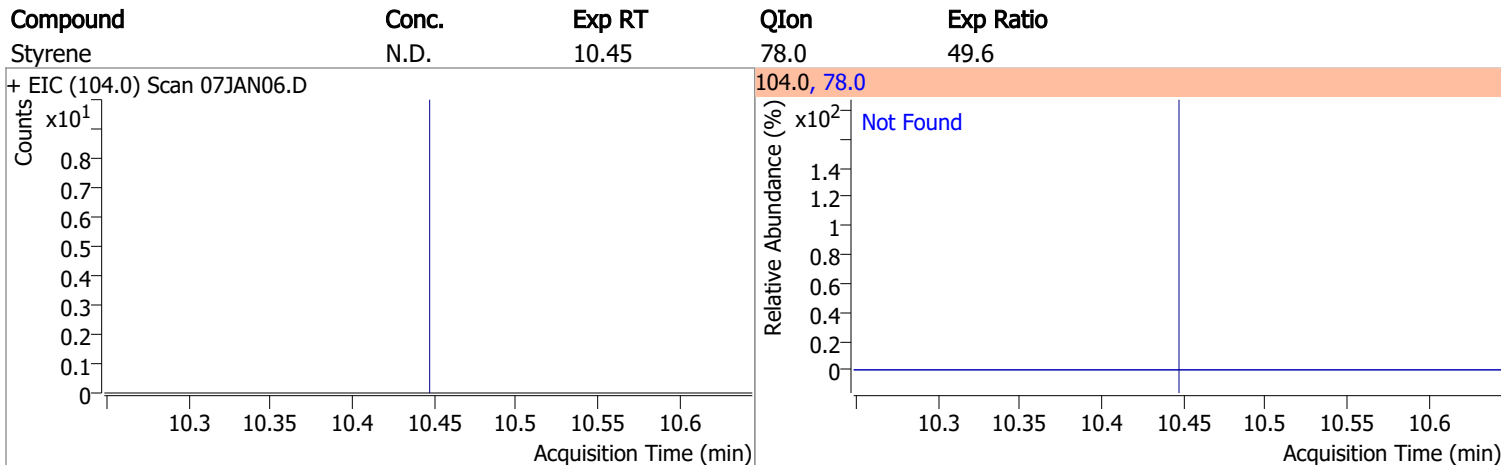 Compound Conc. Exp RT QIon Exp Ratio
Styrene N.D. 10.45 78.0 49.6
+ EIC (104.0) Scan 07JAN06.D
Counts
x10¹
0.8
0.7
0.6
0.5
0.4
0.3
0.2
0.1
0
10.3 10.35 10.4 10.45 10.5 10.55 10.6
Acquisition Time (min)
104.0, 78.0
Relative Abundance (%)
x10²
Not Found
1.4
1.2
1
0.8
0.6
0.4
0.2
0
10.3 10.35 10.4 10.45 10.5 10.55 10.6
Acquisition Time (min)